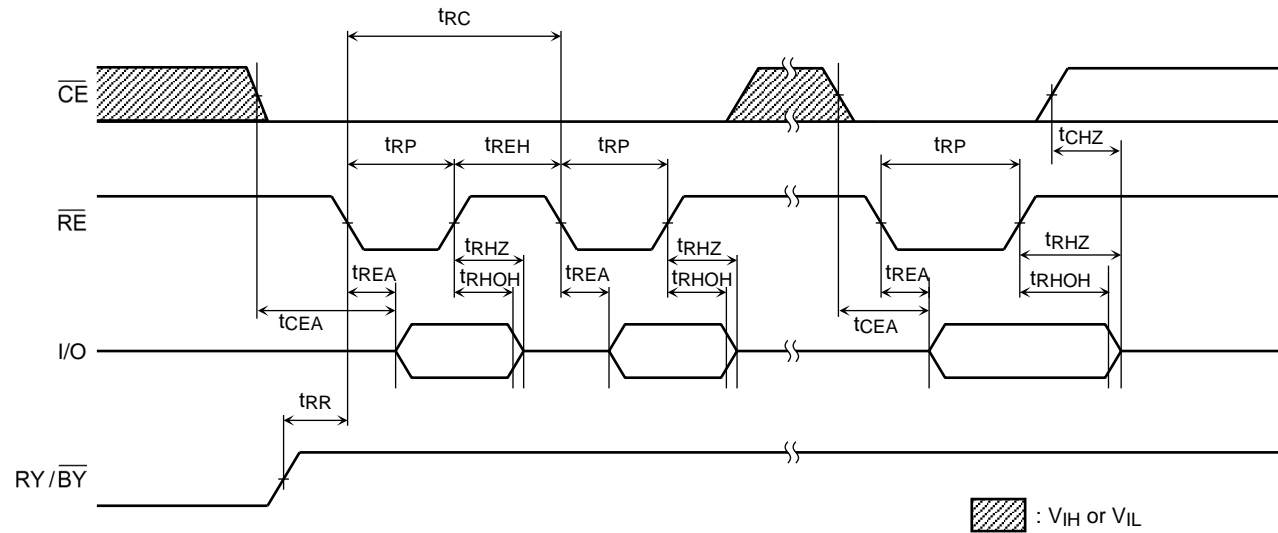 tRC
CE
tCHZ
tRP tREH tRP tRP
RE
tRHZ tRHZ tRHZ
tREA tRHOH tREA tRHOH tREA tRHOH
tCEA tCEA
I/O
tRR
RY/BY
: VIH or VIL